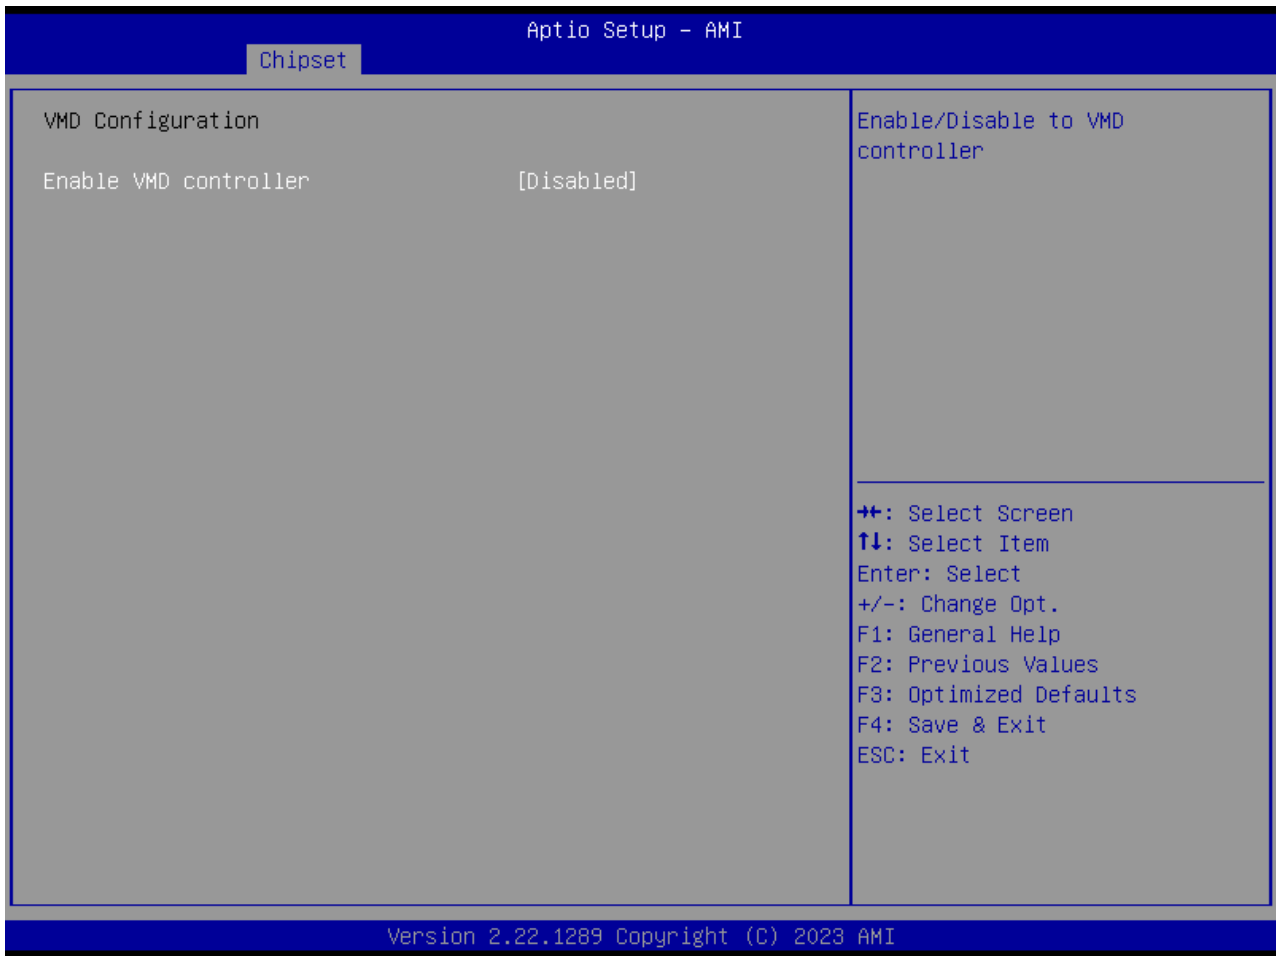 Aptio Setup – AMI
Chipset
VMD Configuration
Enable VMD controller [Disabled]
Enable/Disable to VMD
controller
→←: Select Screen
↑↓: Select Item
Enter: Select
+/-: Change Opt.
F1: General Help
F2: Previous Values
F3: Optimized Defaults
F4: Save & Exit
ESC: Exit
Version 2.22.1289 Copyright (C) 2023 AMI